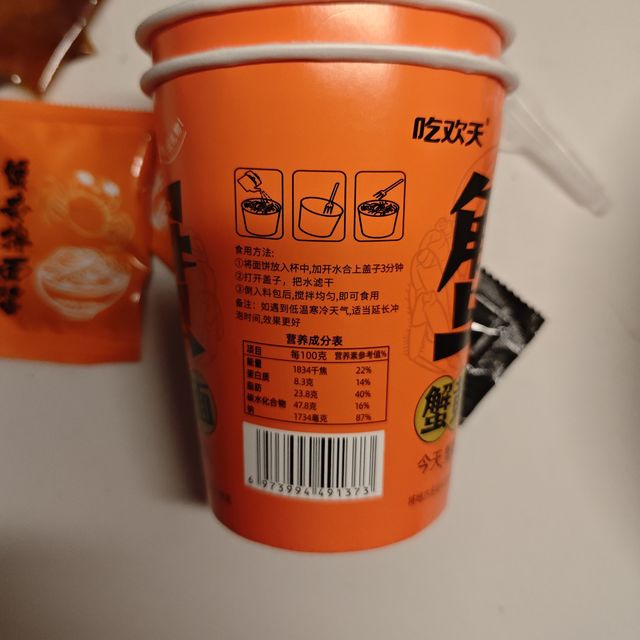 吃欢天
食用方法:
①将面饼放入杯中,加开水合上盖子3分钟
②打开盖子,把水滤干
③倒入料包后,搅拌均匀,即可食用
备注:如遇到低温寒冷天气,适当延长冲
泡时间,效果更好
营养成分表
项目 每100克 营养素参考值%
能量 1834千焦 22%
蛋白质 8.3克 14%
脂肪 23.8克 40%
碳水化合物 47.8克 16%
钠 1734毫克 87%
6 973994 491373
蟹
今天
面